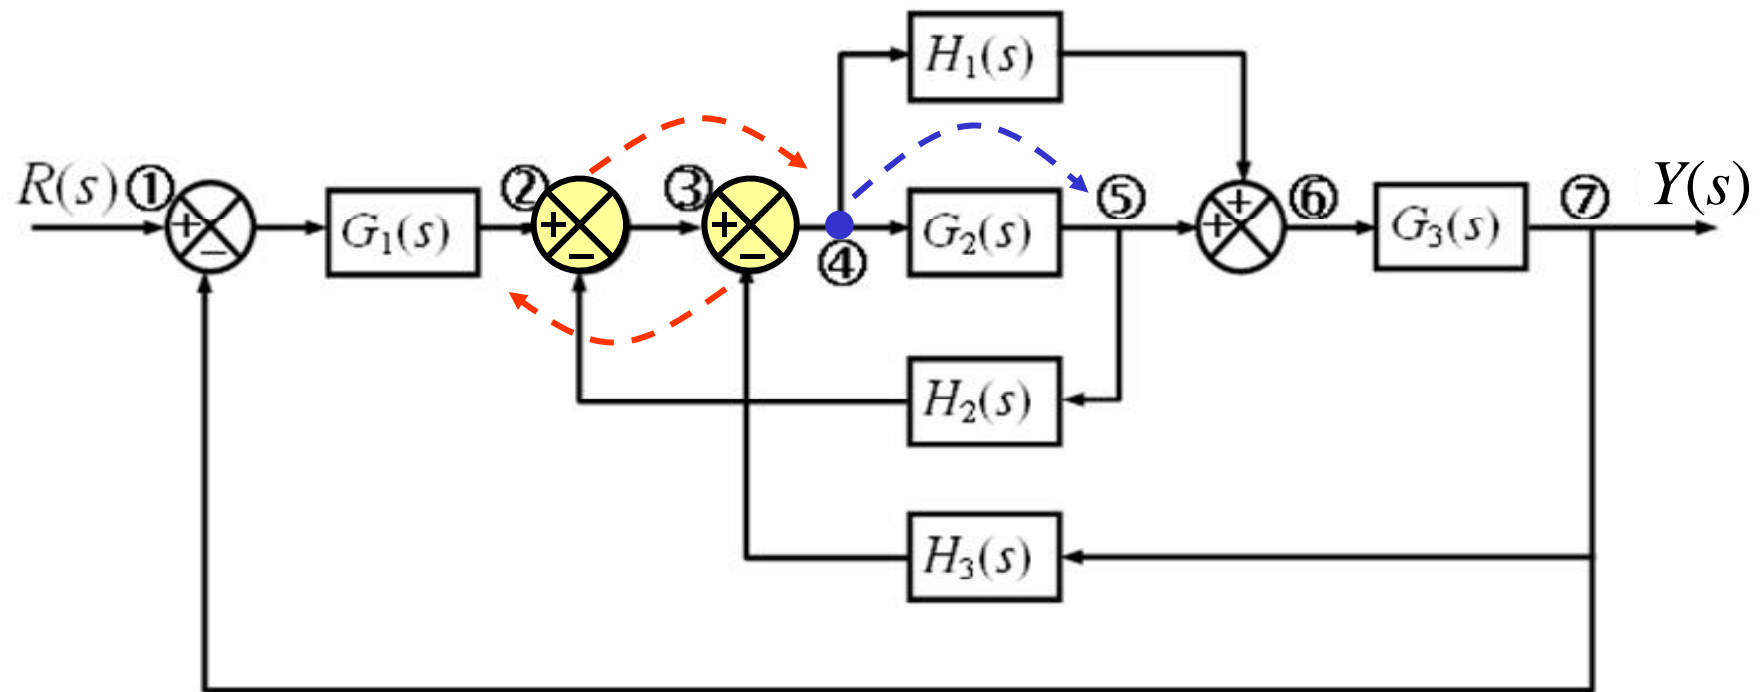 H₁(s)
R(s) ① ② ③ ⑤ ⑥ ⑦ Y(s)
+ − G₁(s) + − + − G₂(s) + + G₃(s)
④
H₂(s)
H₃(s)